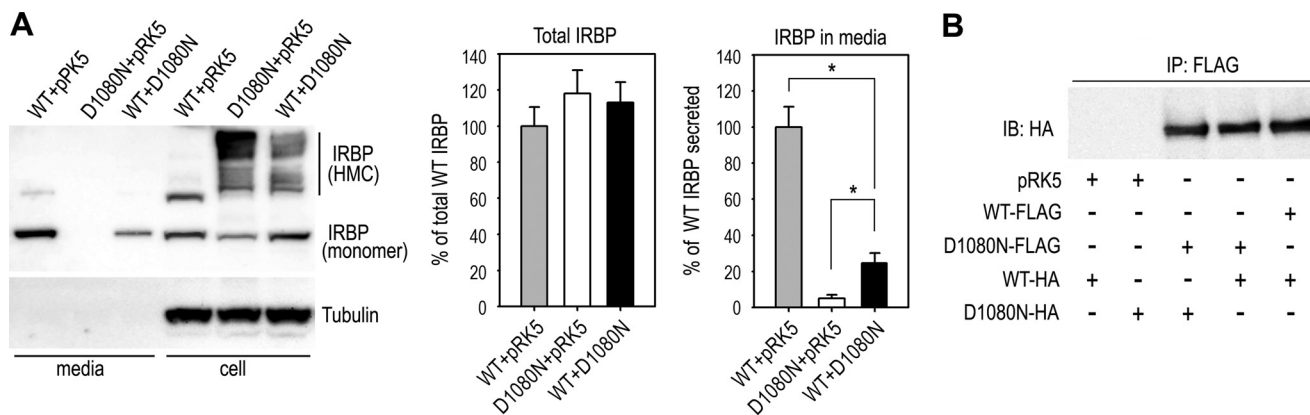 A
WT+pPK5
D1080N+pRK5
WT+D1080N
WT+pRK5
D1080N+pRK5
WT+D1080N
IRBP
(HMC)
IRBP
(monomer)
Tubulin
media
cell
Total IRBP
% of total WT IRBP
140
120
100
80
60
40
20
0
WT+pRK5
D1080N+pRK5
WT+D1080N
IRBP in media
% of WT IRBP secreted
140
120
100
80
60
40
20
0
*
*
WT+pRK5
D1080N+pRK5
WT+D1080N
B
IP: FLAG
IB: HA
pRK5 + + - - -
WT-FLAG - - - - +
D1080N-FLAG - - + + -
WT-HA + - - + +
D1080N-HA - + + - -